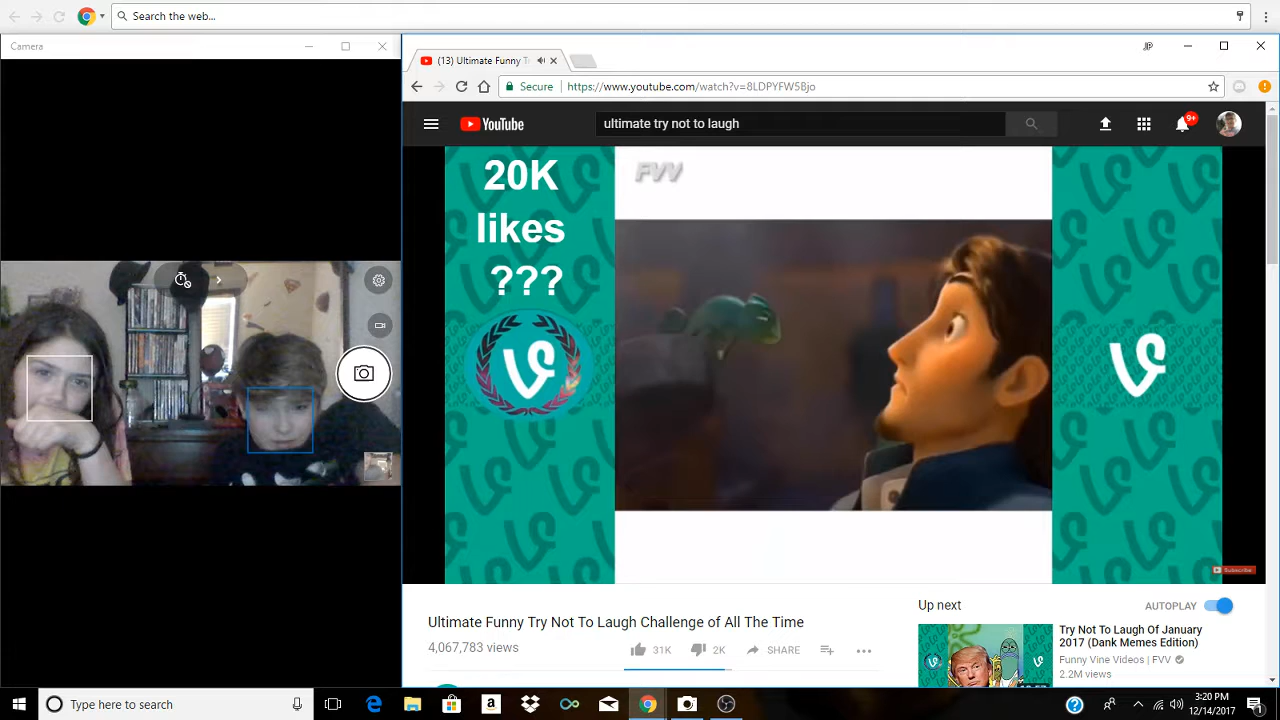 Search the web...
Camera
JP
(13) Ultimate Funny T
Secure
https://www.youtube.com/watch?v=8LDPYFW5Bjo
YouTube
ultimate try not to laugh
9+
20K
likes
???
FVV
Subscribe
Ultimate Funny Try Not To Laugh Challenge of All The Time
4,067,783 views
31K
2K
SHARE
Up next
AUTOPLAY
Try Not To Laugh Of January
2017 (Dank Memes Edition)
Funny Vine Videos | FVV
2.2M views
Type here to search
3:20 PM
12/14/2017